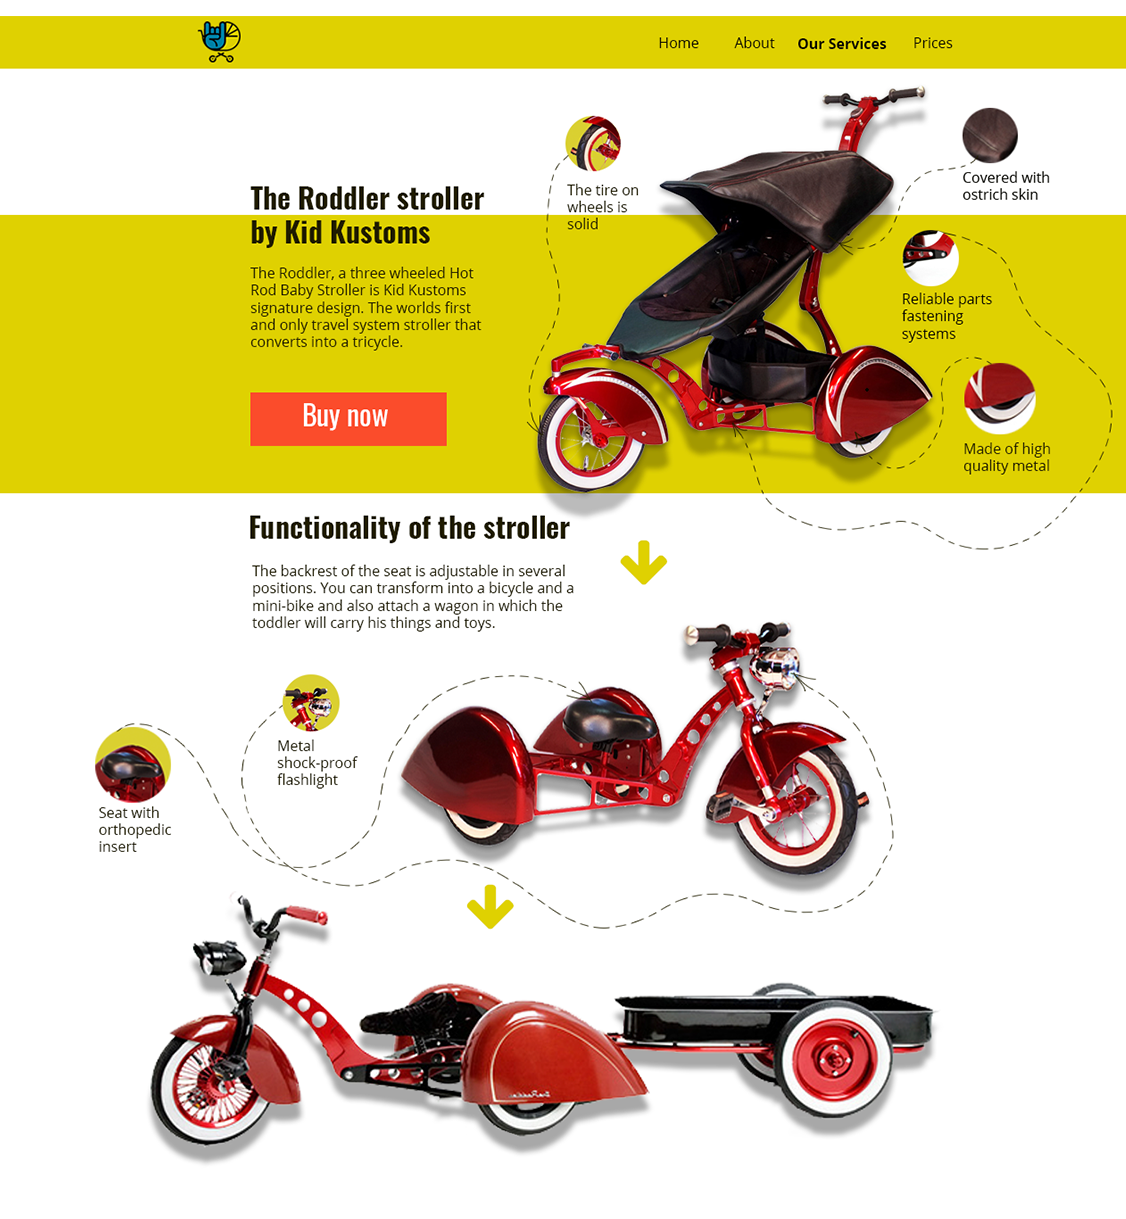 Home About Our Services Prices
The tire on
wheels is
solid
Covered with
ostrich skin
The Roddler stroller
by Kid Kustoms
The Roddler, a three wheeled Hot
Rod Baby Stroller is Kid Kustoms
signature design. The worlds first
and only travel system stroller that
converts into a tricycle.
Buy now
Reliable parts
fastening
systems
Made of high
quality metal
Functionality of the stroller
The backrest of the seat is adjustable in several
positions. You can transform into a bicycle and a
mini-bike and also attach a wagon in which the
toddler will carry his things and toys.
Metal
shock-proof
flashlight
Seat with
orthopedic
insert